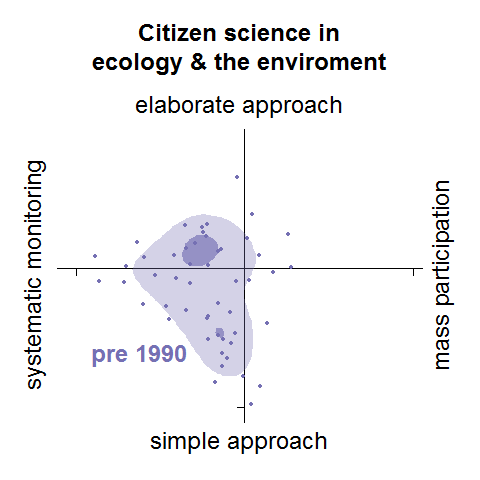 Citizen science in
ecology & the enviroment
elaborate approach
systematic monitoring
mass participation
pre 1990
simple approach